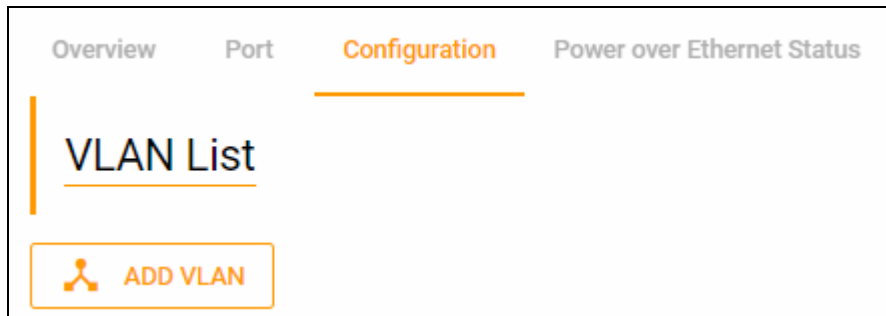 Overview Port Configuration Power over Ethernet Status
VLAN List
ADD VLAN